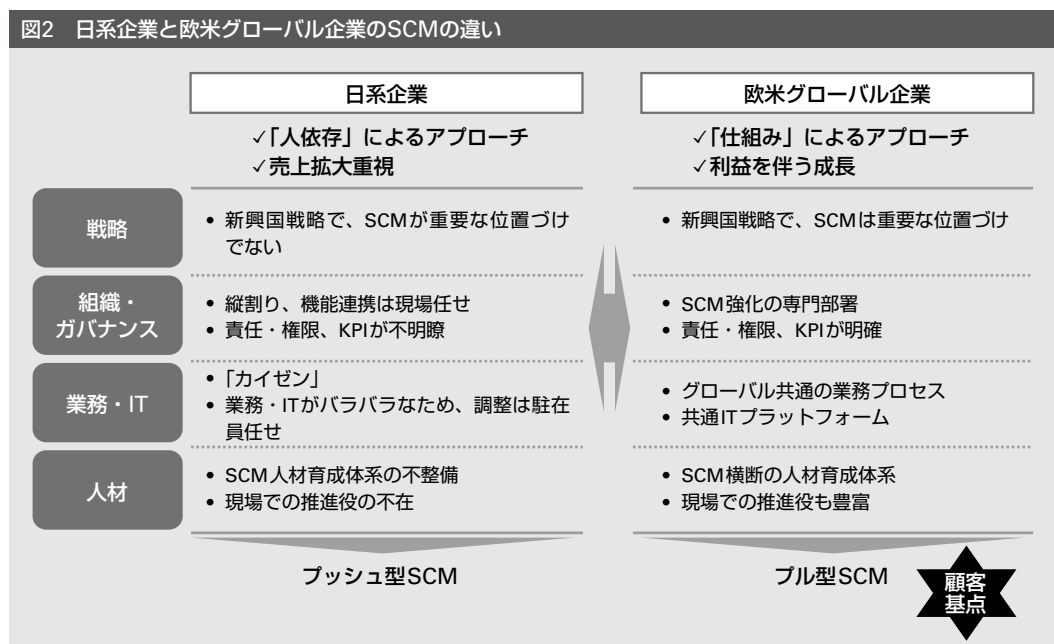 図2 日系企業と欧米グローバル企業のSCMの違い
日系企業
✓「人依存」によるアプローチ
✓売上拡大重視
欧米グローバル企業
✓「仕組み」によるアプローチ
✓利益を伴う成長
戦略
• 新興国戦略で、SCMが重要な位置づけ
でない
• 新興国戦略で、SCMは重要な位置づけ
組織・
ガバナンス
• 縦割り、機能連携は現場任せ
• 責任・権限、KPIが不明瞭
• SCM強化の専門部署
• 責任・権限、KPIが明確
業務・IT
• 「カイゼン」
• 業務・ITがバラバラなため、調整は駐在
員任せ
• グローバル共通の業務プロセス
• 共通ITプラットフォーム
人材
• SCM人材育成体系の不整備
• 現場での推進役の不在
• SCM横断の人材育成体系
• 現場での推進役も豊富
プッシュ型SCM
プル型SCM
顧客
基点